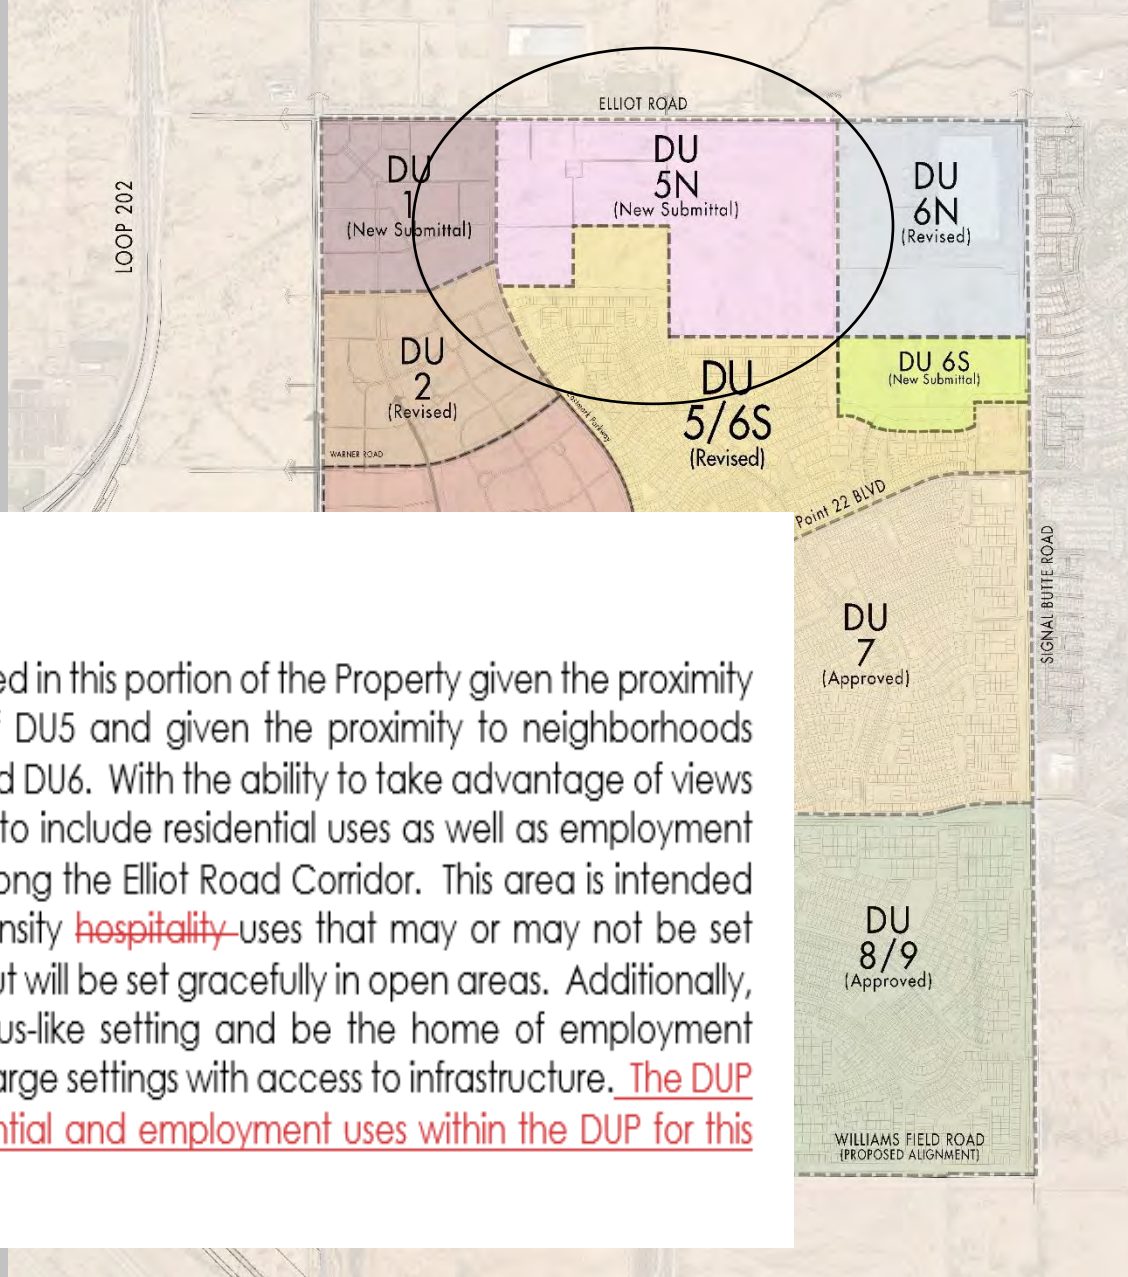 ELLIOT ROAD
LOOP 202
DU
1
(New Submittal)
DU
5N
(New Submittal)
DU
6N
(Revised)
DU
2
(Revised)
DU 6S
(New Submittal)
DU
5/6S
(Revised)
WARNER ROAD
Parkway
Point 22 BLVD
SIGNAL BUTTE ROAD
DU
7
(Approved)
DU
8/9
(Approved)
WILLIAMS FIELD ROAD
(PROPOSED ALIGNMENT)
ed in this portion of the Property given the proximity
DU5 and given the proximity to neighborhoods
d DU6. With the ability to take advantage of views
to include residential uses as well as employment
ong the Elliot Road Corridor. This area is intended
nsity hospitality uses that may or may not be set
ut will be set gracefully in open areas. Additionally,
us-like setting and be the home of employment
arge settings with access to infrastructure. The DUP
ntial and employment uses within the DUP for this